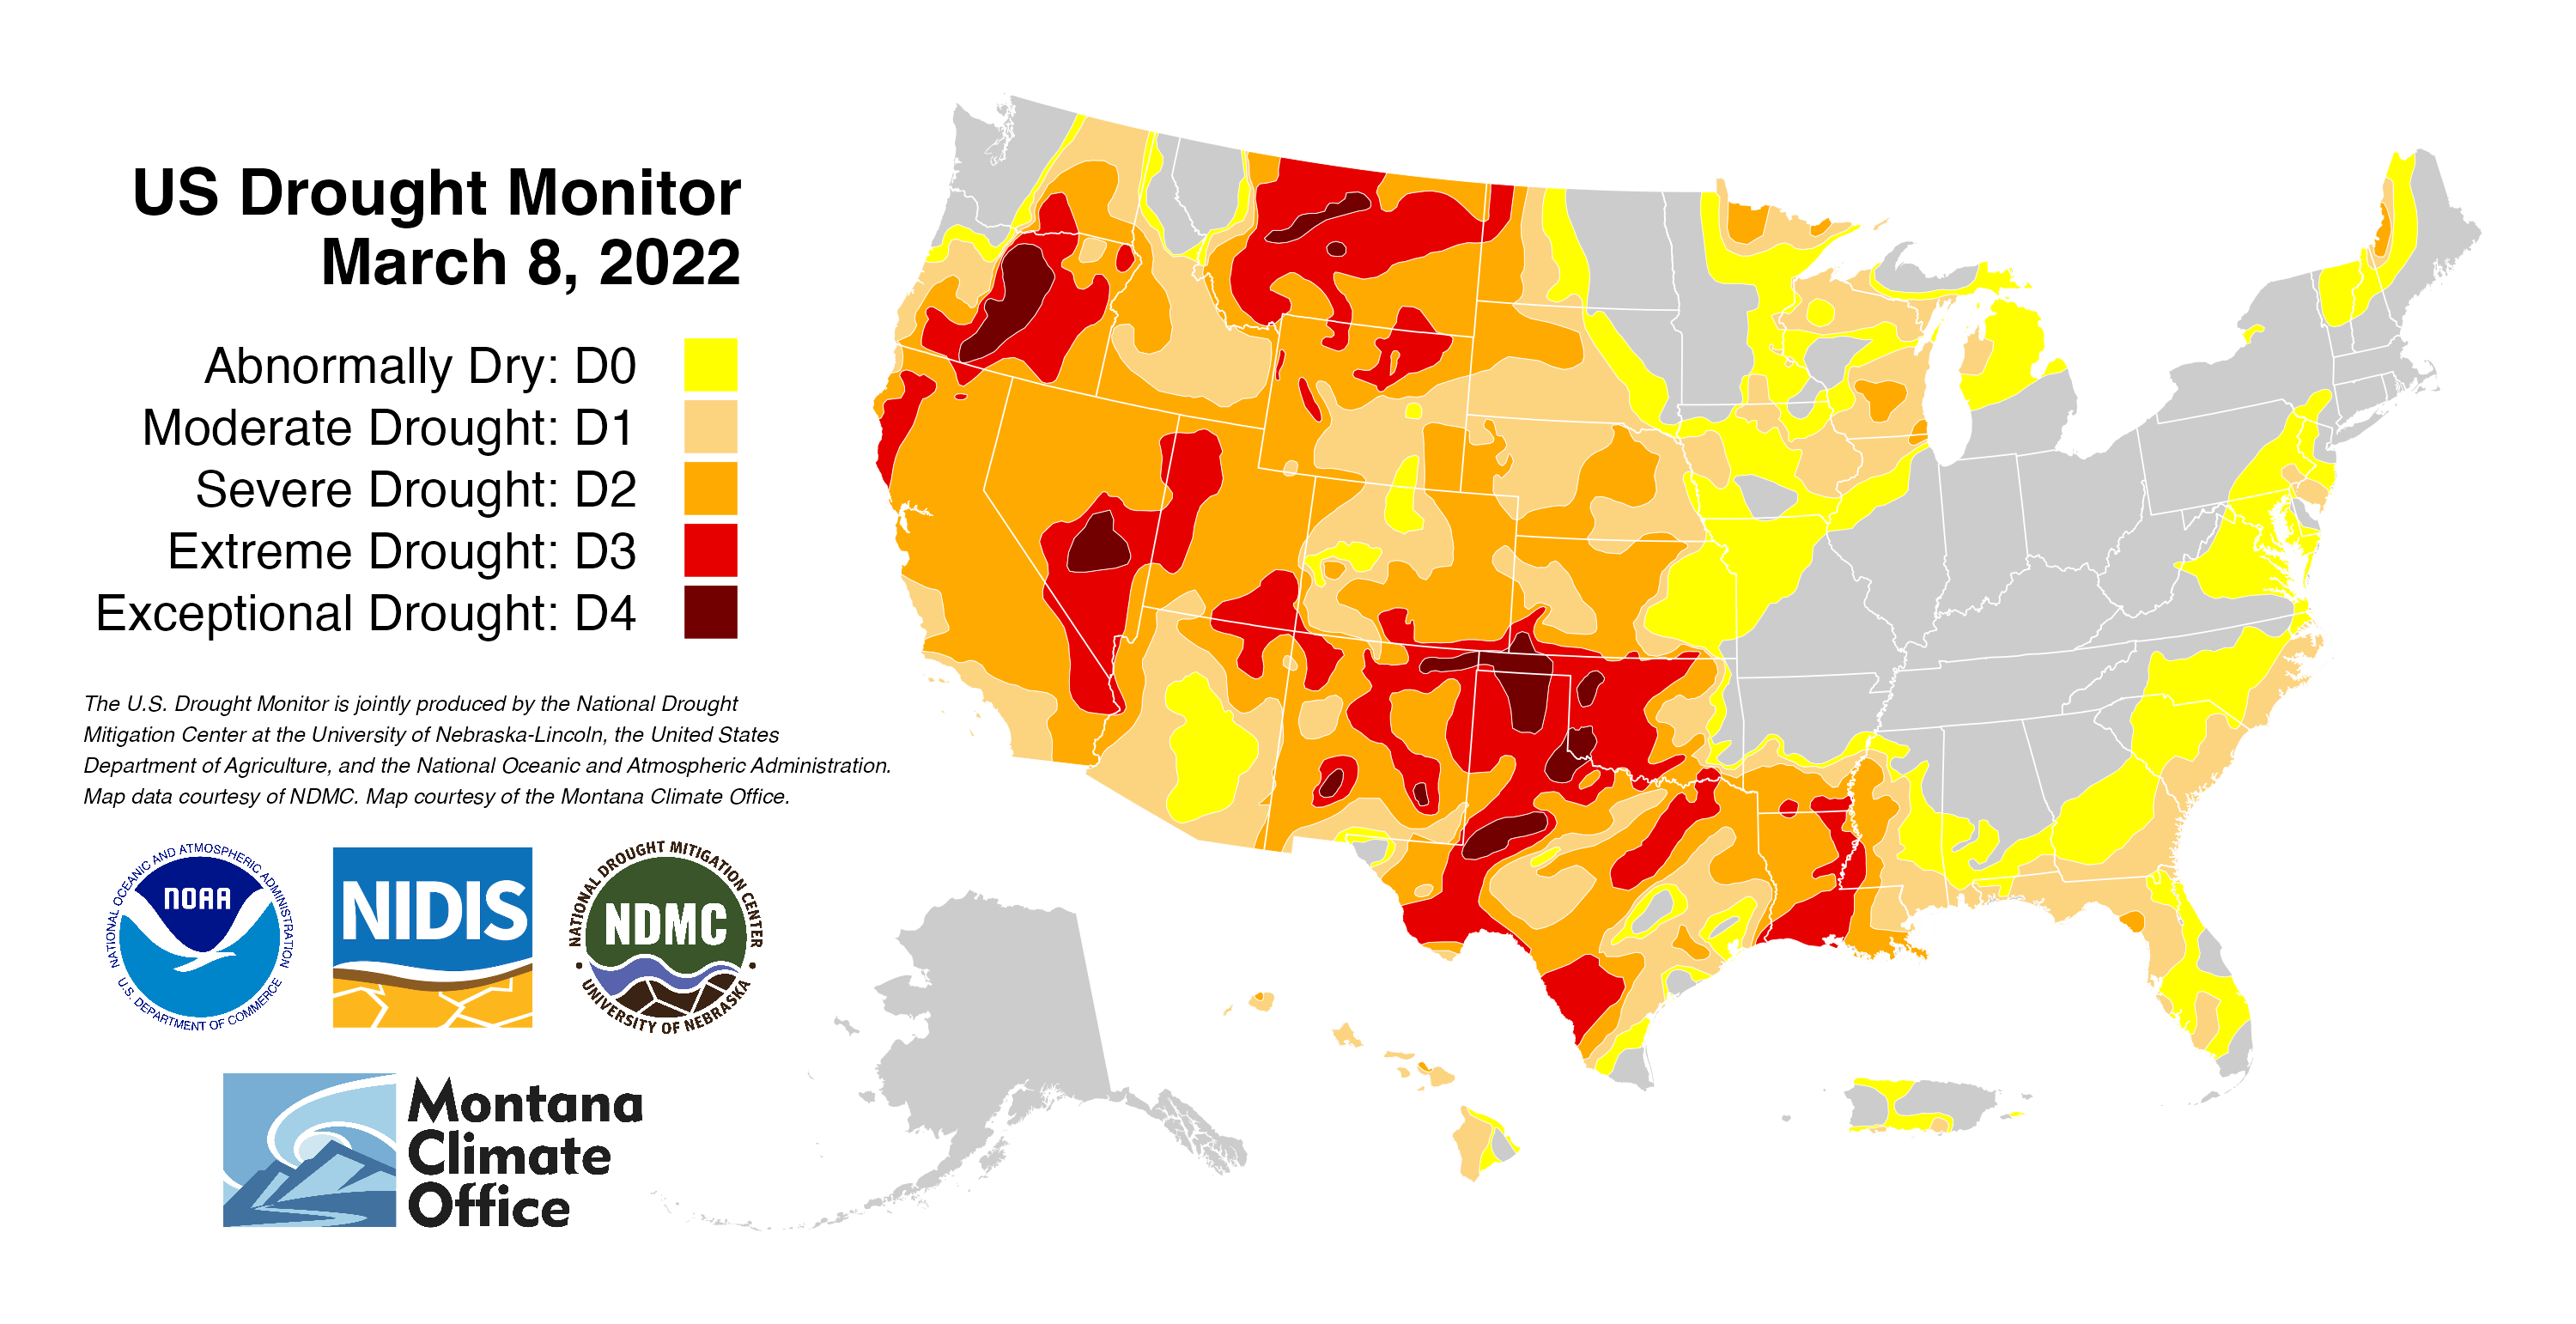 US Drought Monitor
March 8, 2022
Abnormally Dry: D0
Moderate Drought: D1
Severe Drought: D2
Extreme Drought: D3
Exceptional Drought: D4
The U.S. Drought Monitor is jointly produced by the National Drought
Mitigation Center at the University of Nebraska-Lincoln, the United States
Department of Agriculture, and the National Oceanic and Atmospheric Administration.
Map data courtesy of NDMC. Map courtesy of the Montana Climate Office.
NATIONAL OCEANIC AND ATMOSPHERIC ADMINISTRATION
NOAA
U.S. DEPARTMENT OF COMMERCE
NIDIS
NATIONAL DROUGHT MITIGATION CENTER
NDMC
UNIVERSITY OF NEBRASKA
Montana
Climate
Office